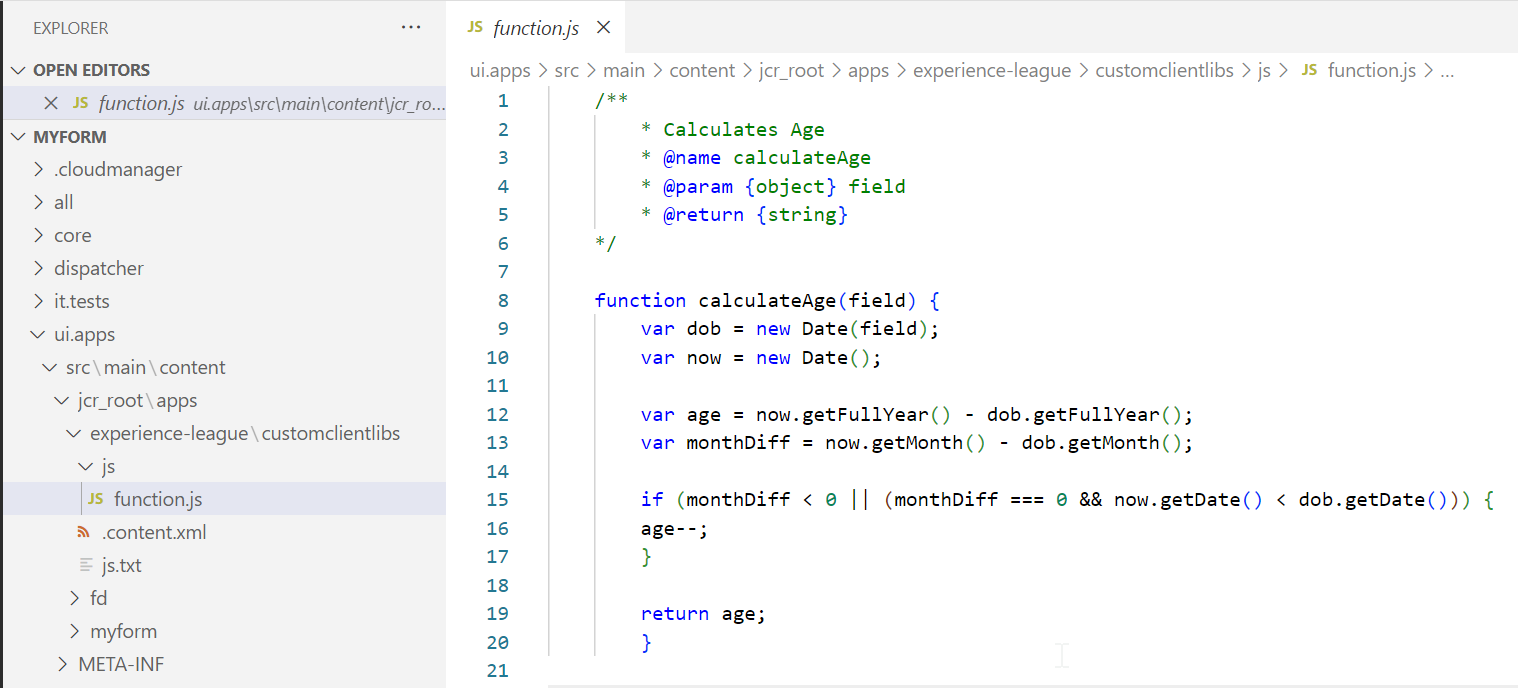 EXPLORER
···
OPEN EDITORS
JS function.js ui.apps\src\main\content\jcr_ro...
MYFORM
.cloudmanager
all
core
dispatcher
it.tests
ui.apps
src\main\content
jcr_root\apps
experience-league\customclientlibs
js
JS function.js
.content.xml
js.txt
fd
myform
META-INF
JS function.js
ui.apps > src > main > content > jcr_root > apps > experience-league > customclientlibs > js > JS function.js > ...
1 /**
2 * Calculates Age
3 * @name calculateAge
4 * @param {object} field
5 * @return {string}
6 */
7
8 function calculateAge(field) {
9 var dob = new Date(field);
10 var now = new Date();
11
12 var age = now.getFullYear() - dob.getFullYear();
13 var monthDiff = now.getMonth() - dob.getMonth();
14
15 if (monthDiff < 0 || (monthDiff === 0 && now.getDate() < dob.getDate())) {
16 age--;
17 }
18
19 return age;
20 }
21